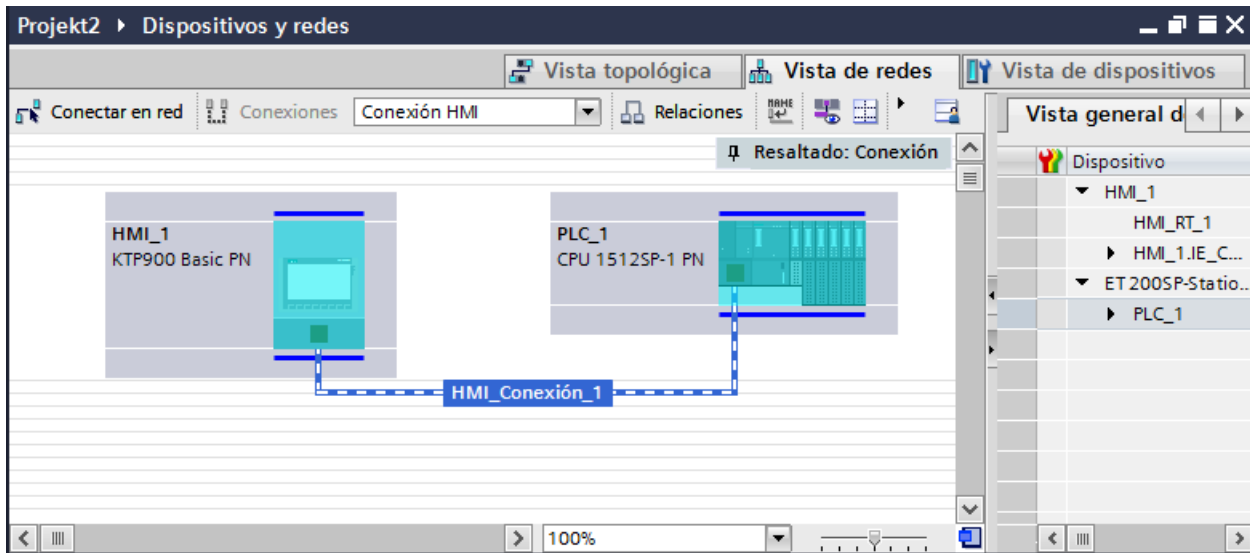 Projekt2 ▸ Dispositivos y redes
Vista topológica Vista de redes Vista de dispositivos
Conectar en red Conexiones Conexión HMI Relaciones
Vista general d
Resaltado: Conexión
Dispositivo
HMI_1
HMI_RT_1
HMI_1.IE_C...
ET 200SP-Statio...
PLC_1
HMI_1
KTP900 Basic PN
PLC_1
CPU 1512SP-1 PN
HMI_Conexión_1
100%